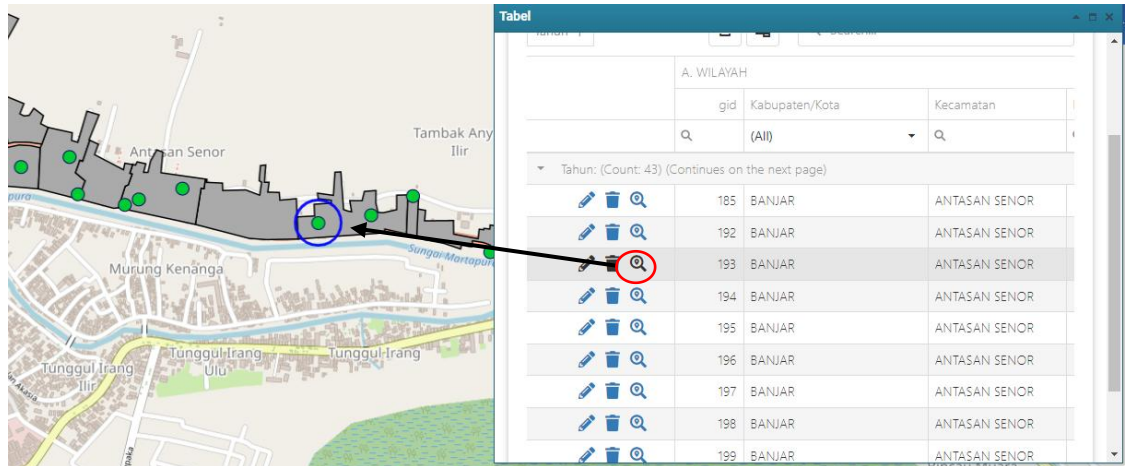 Tabel
Tahun
Search...
A. WILAYAH
gid Kabupaten/Kota Kecamatan
(All)
Tahun: (Count: 43) (Continues on the next page)
185 BANJAR ANTASAN SENOR
192 BANJAR ANTASAN SENOR
193 BANJAR ANTASAN SENOR
194 BANJAR ANTASAN SENOR
195 BANJAR ANTASAN SENOR
196 BANJAR ANTASAN SENOR
197 BANJAR ANTASAN SENOR
198 BANJAR ANTASAN SENOR
199 BANJAR ANTASAN SENOR
Tambak Any
Ilir
Antasan Senor
pura
Sungai Martapura
Murung Kenanga
Tunggul Irang
Ulu
Tunggul Irang
Tunggul Irang
Ilir